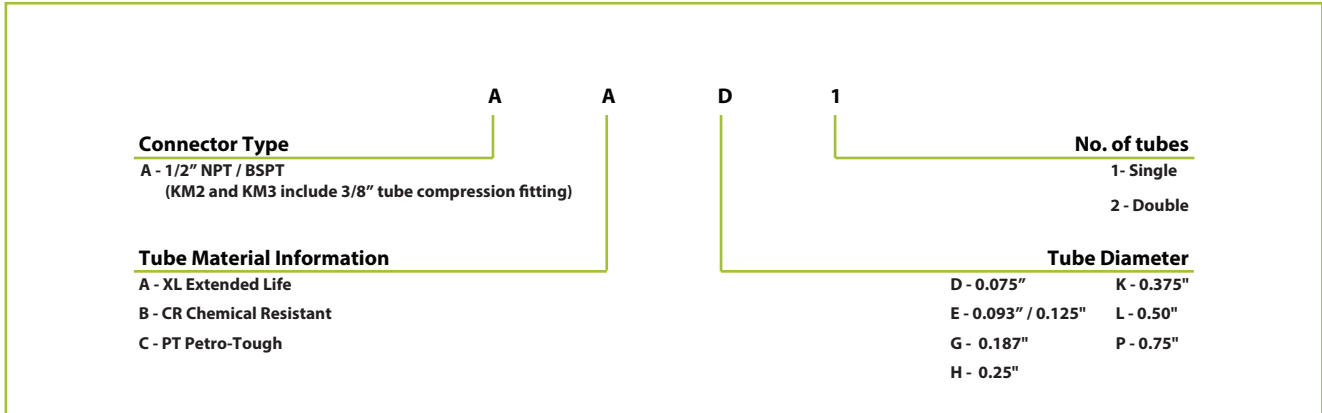 A A D 1
Connector Type No. of tubes
A - 1/2” NPT / BSPT 1- Single
(KM2 and KM3 include 3/8” tube compression fitting)
2 - Double
Tube Material Information Tube Diameter
A - XL Extended Life D - 0.075” K - 0.375"
B - CR Chemical Resistant E - 0.093” / 0.125" L - 0.50"
C - PT Petro-Tough G - 0.187" P - 0.75"
H - 0.25"